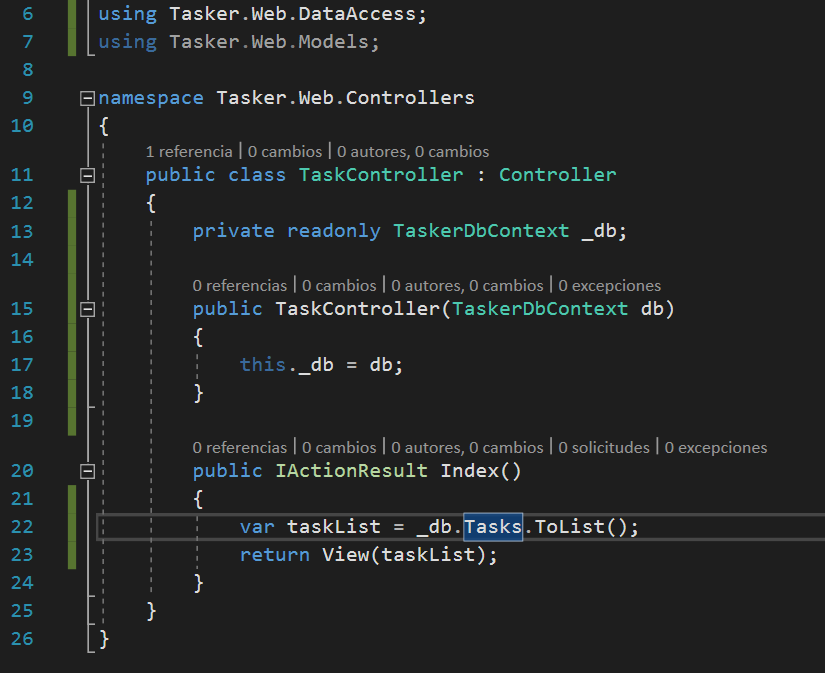 6 using Tasker.Web.DataAccess;
7 using Tasker.Web.Models;
8
9 namespace Tasker.Web.Controllers
10 {
1 referencia | 0 cambios | 0 autores, 0 cambios
11 public class TaskController : Controller
12 {
13 private readonly TaskerDbContext _db;
14
0 referencias | 0 cambios | 0 autores, 0 cambios | 0 excepciones
15 public TaskController(TaskerDbContext db)
16 {
17 this._db = db;
18 }
19
0 referencias | 0 cambios | 0 autores, 0 cambios | 0 solicitudes | 0 excepciones
20 public IActionResult Index()
21 {
22 var taskList = _db.Tasks.ToList();
23 return View(taskList);
24 }
25 }
26 }